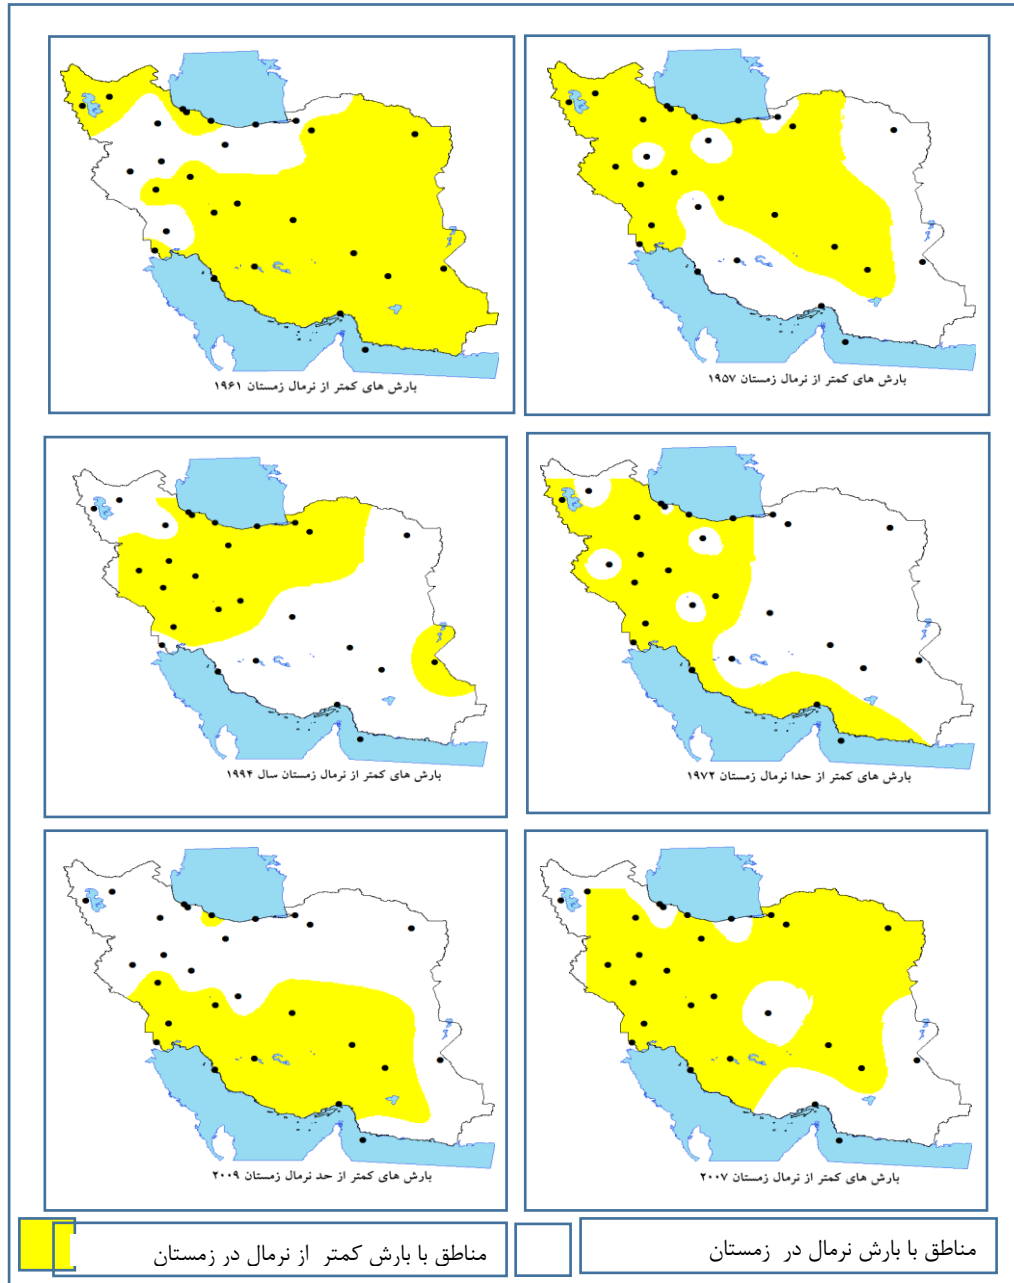 بارش های کمتر از نرمال زمستان ۱۹۵۷
بارش های کمتر از نرمال زمستان ۱۹۶۱
بارش های کمتر از حدا نرمال زمستان ۱۹۷۲
بارش های کمتر از نرمال زمستان سال ۱۹۹۴
بارش های کمتر از حد نرمال زمستان ۲۰۰۷
بارش های کمتر از حد نرمال زمستان ۲۰۰۹
مناطق با بارش نرمال در زمستان
مناطق با بارش کمتر از نرمال در زمستان